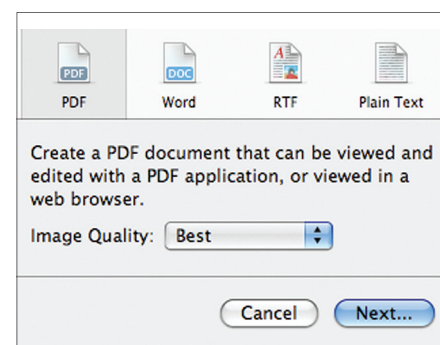 PDF DOC A
PDF Word RTF Plain Text
Create a PDF document that can be viewed and
edited with a PDF application, or viewed in a
web browser.
Image Quality: Best
Cancel Next...